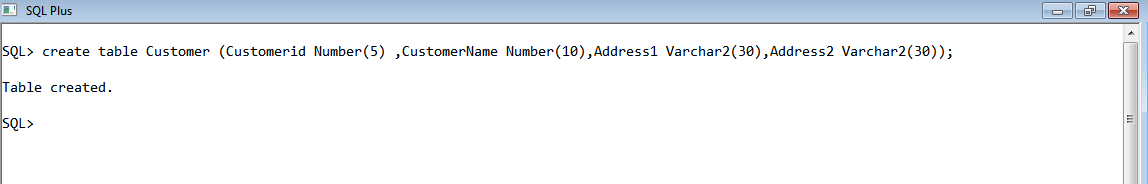 SQL Plus
SQL> create table Customer (Customerid Number(5) ,CustomerName Number(10),Address1 Varchar2(30),Address2 Varchar2(30));
Table created.
SQL>